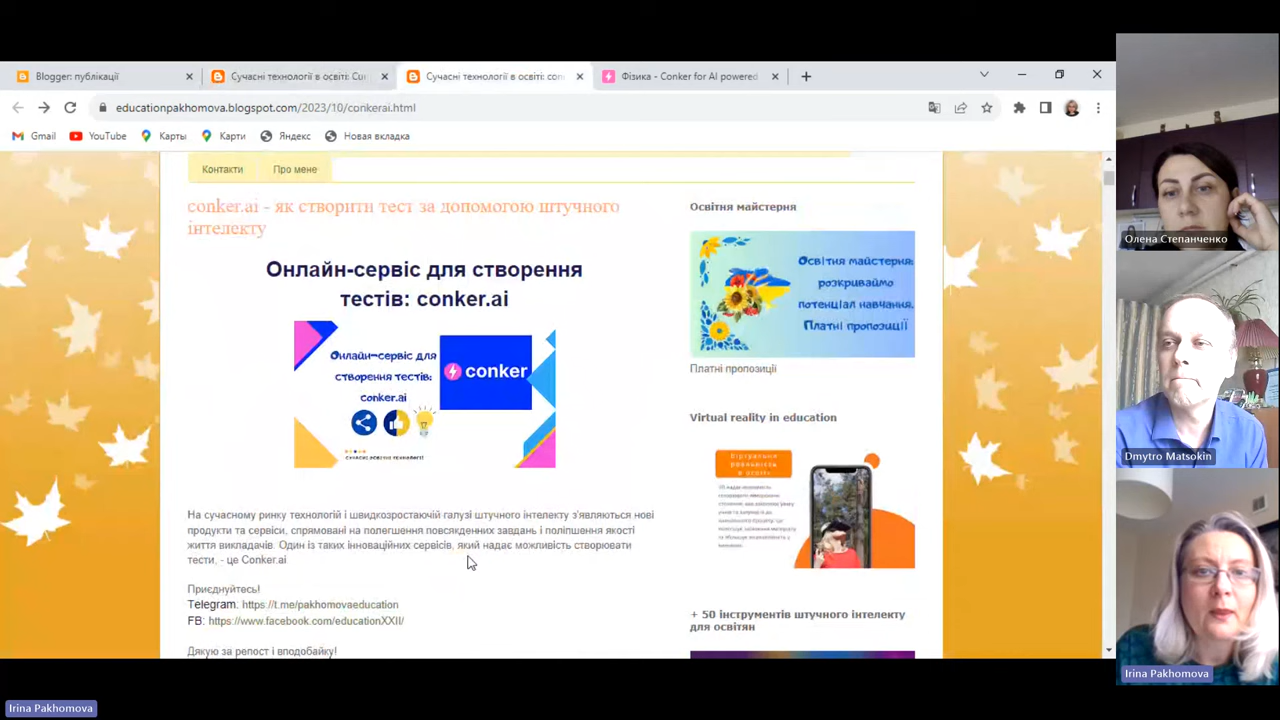 Blogger: публікації
Сучасні технології в освіті: Сил
Сучасні технології в освіті: con
Фізика - Conker for AI powered
educationpakhomova.blogspot.com/2023/10/conkerai.html
Gmail
YouTube
Карты
Карти
Яндекс
Новая вкладка
Контакти
Про мене
conker.ai - як створити тест за допомогою штучного
інтелекту
Онлайн-сервіс для створення
тестів: conker.ai
Онлайн-сервіс для
створення тестів:
conker.ai
conker
На сучасному ринку технологій і швидкозростаючій галузі штучного інтелекту з'являються нові
продукти та сервіси, спрямовані на полегшення повсякденних завдань і поліпшення якості
життя викладачів. Один із таких інноваційних сервісів, який надає можливість створювати
тести, - це Conker.ai
Приєднуйтесь!
Telegram. https://t.me/pakhomovaeducation
FB: https://www.facebook.com/educationXXII/
Дякую за репост і вподобайку!
Освітня майстерня
Освітня майстерня:
розкриваймо
потенціал навчання.
Платні пропозиції
Платні пропозиції
Virtual reality in education
Віртуальна
реальність
в освіті
+ 50 інструментів штучного інтелекту
для освітян
Олена Степанченко
Dmytro Matsokin
Irina Pakhomova
Irina Pakhomova